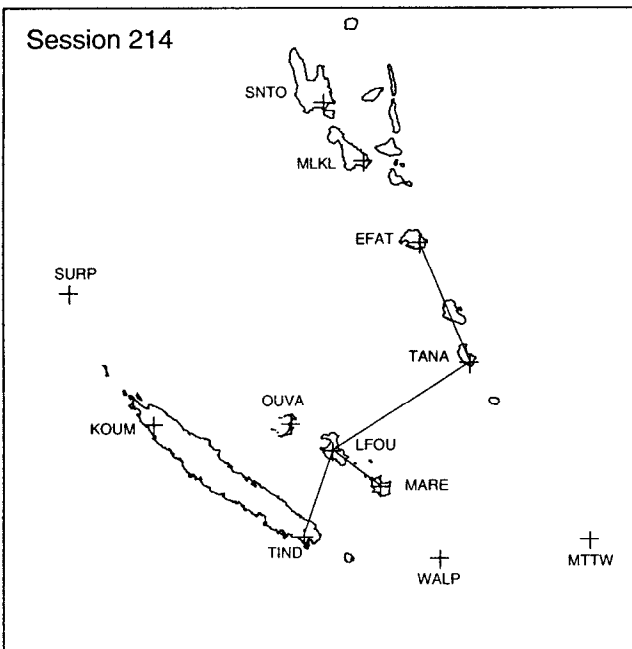 Session 214
SNTO
MLKL
EFAT
SURP
TANA
OUVA
KOUM
LFOU
MARE
TIND
WALP
MTTW